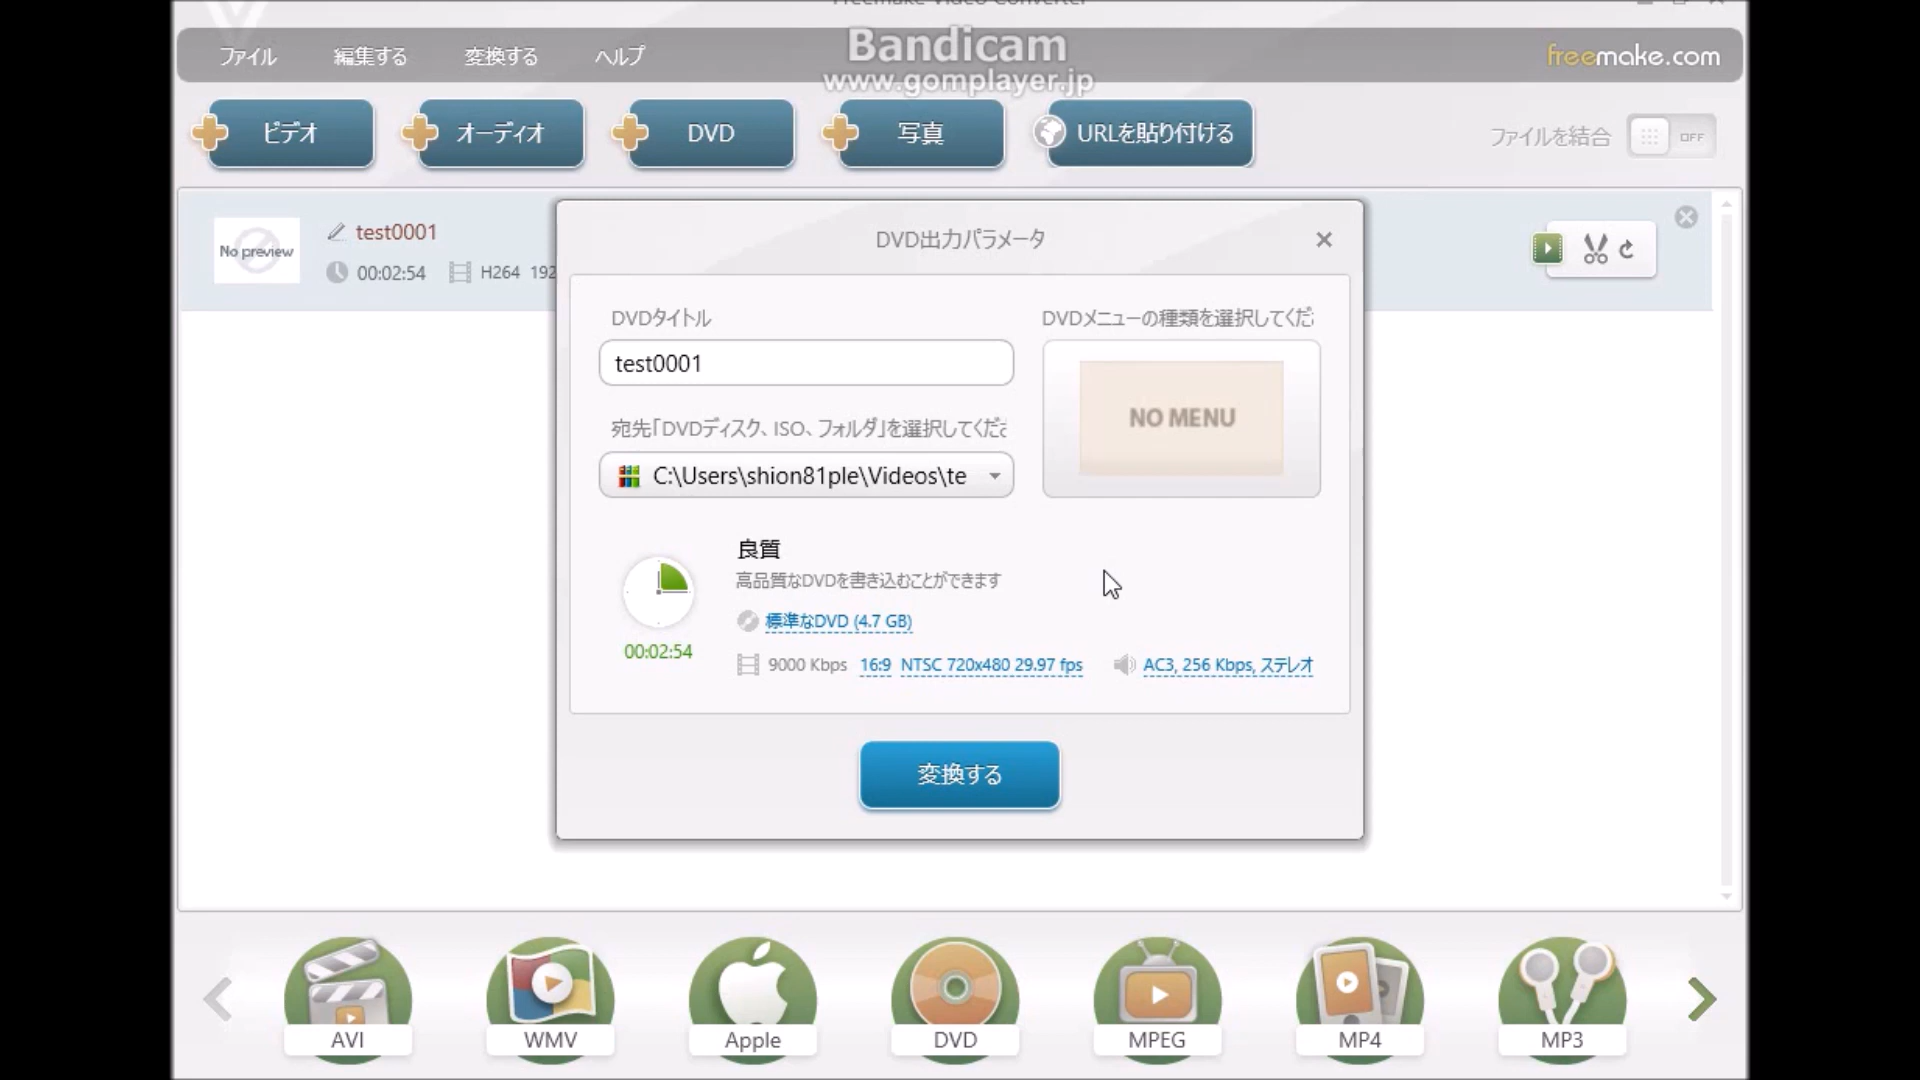 Freemake Video Converter
Bandicam
www.gomplayer.jp
ファイル 編集する 変換する ヘルプ freemake.com
ビデオ オーディオ DVD 写真 URLを貼り付ける ファイルを結合 OFF
No preview
test0001
00:02:54 H264 192
DVD出力パラメータ
DVDタイトル
test0001
DVDメニューの種類を選択してくだ
NO MENU
宛先「DVDディスク、ISO、フォルダ」を選択してくだ
C:\Users\shion81ple\Videos\te
良質
高品質なDVDを書き込むことができます
標準なDVD (4.7 GB)
00:02:54
9000 Kbps 16:9 NTSC 720x480 29.97 fps AC3, 256 Kbps, ステレオ
変換する
AVI WMV Apple DVD MPEG MP4 MP3